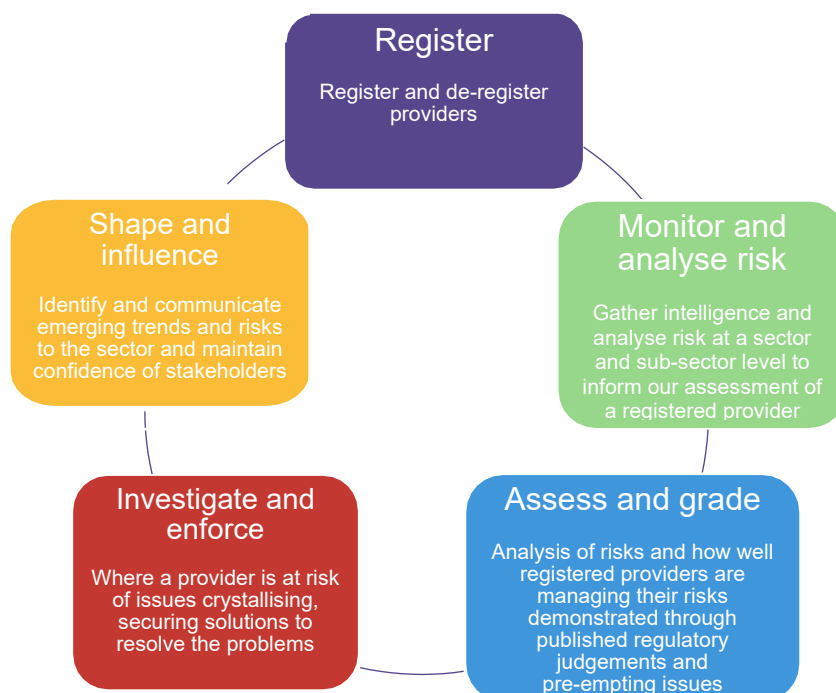 Register
Register and de-register
providers
Monitor and
analyse risk
Gather intelligence and
analyse risk at a sector
and sub-sector level to
inform our assessment of
a registered provider
Assess and grade
Analysis of risks and how well
registered providers are
managing their risks
demonstrated through
published regulatory
judgements and
pre-empting issues
Investigate and
enforce
Where a provider is at risk
of issues crystallising,
securing solutions to
resolve the problems
Shape and
influence
Identify and communicate
emerging trends and risks
to the sector and maintain
confidence of stakeholders